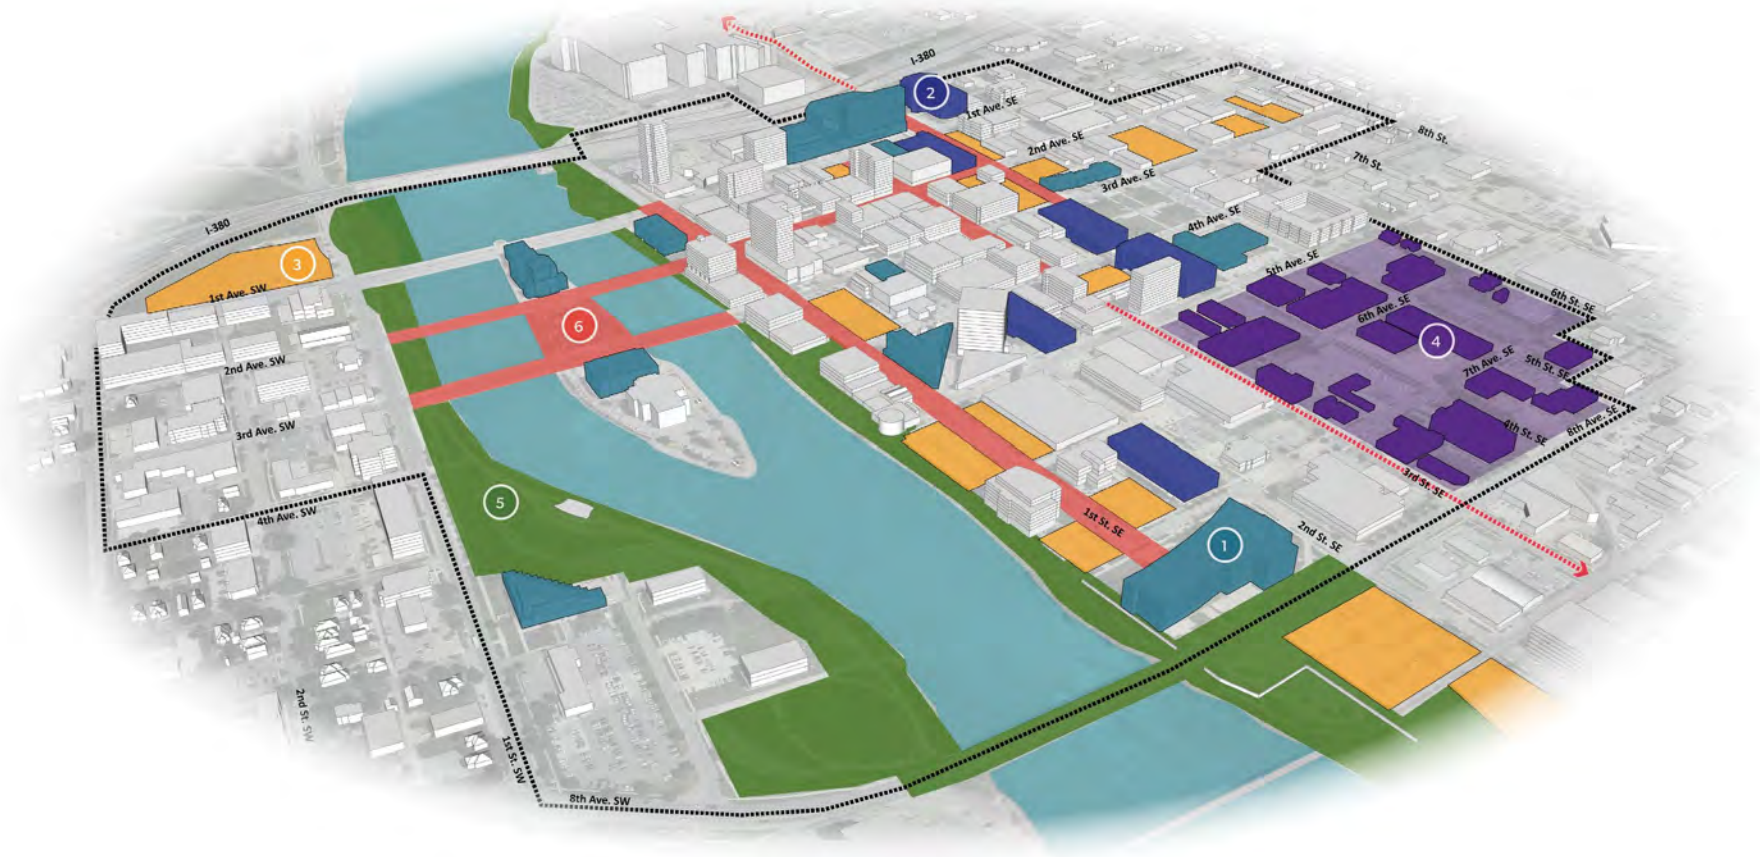 I-380
2
1st Ave. SE
2nd Ave. SE
8th St.
7th St.
3rd Ave. SE
4th Ave. SE
I-380
3
1st Ave. SW
5th Ave. SE
6th St. SE
6th Ave. SE
6
4
2nd Ave. SW
7th Ave. SE
5th St. SE
3rd Ave. SW
4th St. SE
8th Ave. SE
3rd St. SE
5
4th Ave. SW
1st St. SE
2nd St. SE
1
2nd St. SW
1st St. SW
8th Ave. SW